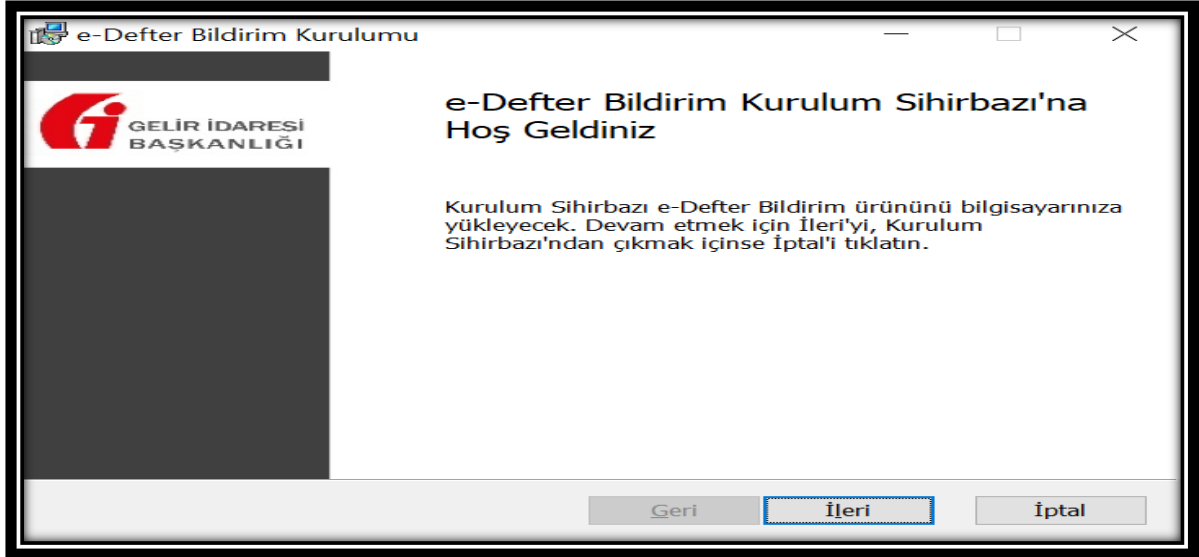 e-Defter Bildirim Kurulumu
GELİR İDARESİ
BAŞKANLIĞI
e-Defter Bildirim Kurulum Sihirbazı'na
Hoş Geldiniz
Kurulum Sihirbazı e-Defter Bildirim ürününü bilgisayarınıza
yükleyecek. Devam etmek için İleri'yi, Kurulum
Sihirbazı'ndan çıkmak içinse İptal'i tıklatın.
Geri
İleri
İptal